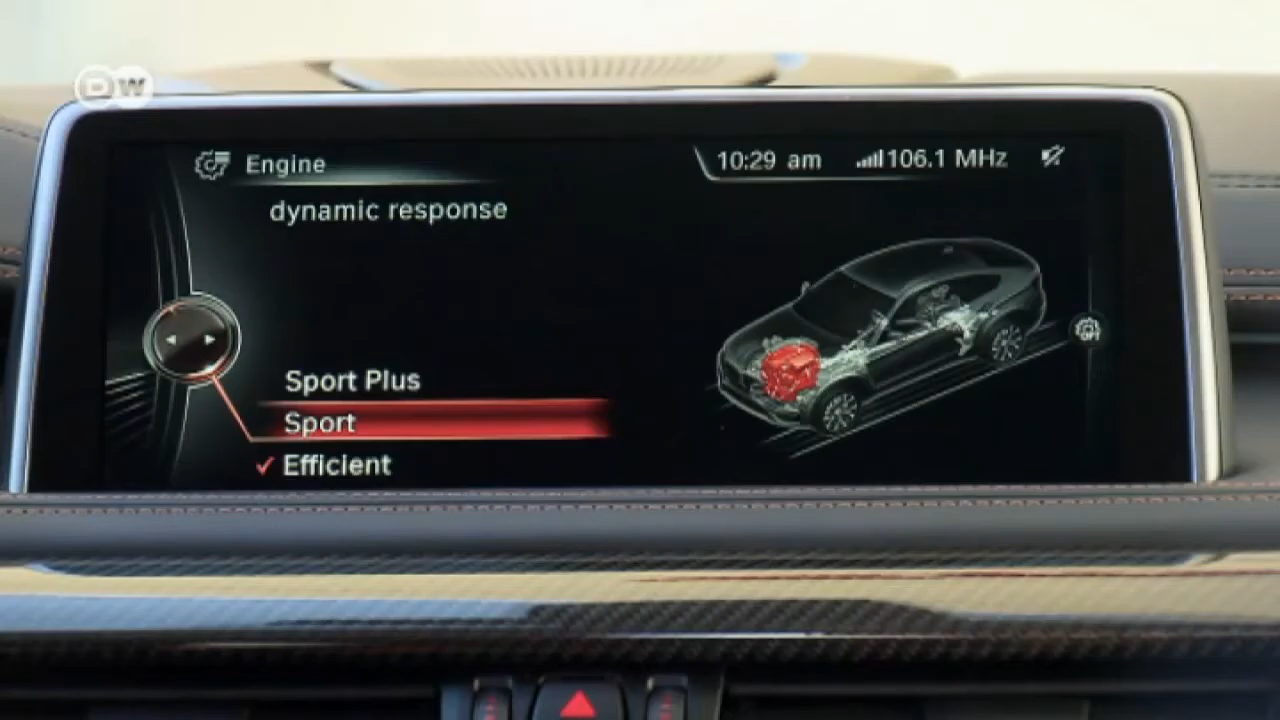 DW
Engine
10:29 am 106.1 MHz
dynamic response
Sport Plus
Sport
Efficient